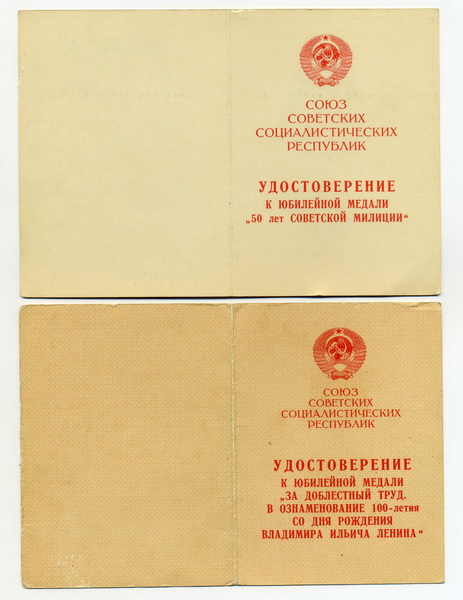 СОЮЗ
СОВЕТСКИХ
СОЦИАЛИСТИЧЕСКИХ
РЕСПУБЛИК
УДОСТОВЕРЕНИЕ
К ЮБИЛЕЙНОЙ МЕДАЛИ
„50 лет СОВЕТСКОЙ МИЛИЦИИ“
СОЮЗ
СОВЕТСКИХ
СОЦИАЛИСТИЧЕСКИХ
РЕСПУБЛИК
УДОСТОВЕРЕНИЕ
К ЮБИЛЕЙНОЙ МЕДАЛИ
„ЗА ДОБЛЕСТНЫЙ ТРУД.
В ОЗНАМЕНОВАНИЕ 100-летия
СО ДНЯ РОЖДЕНИЯ
ВЛАДИМИРА ИЛЬИЧА ЛЕНИНА“